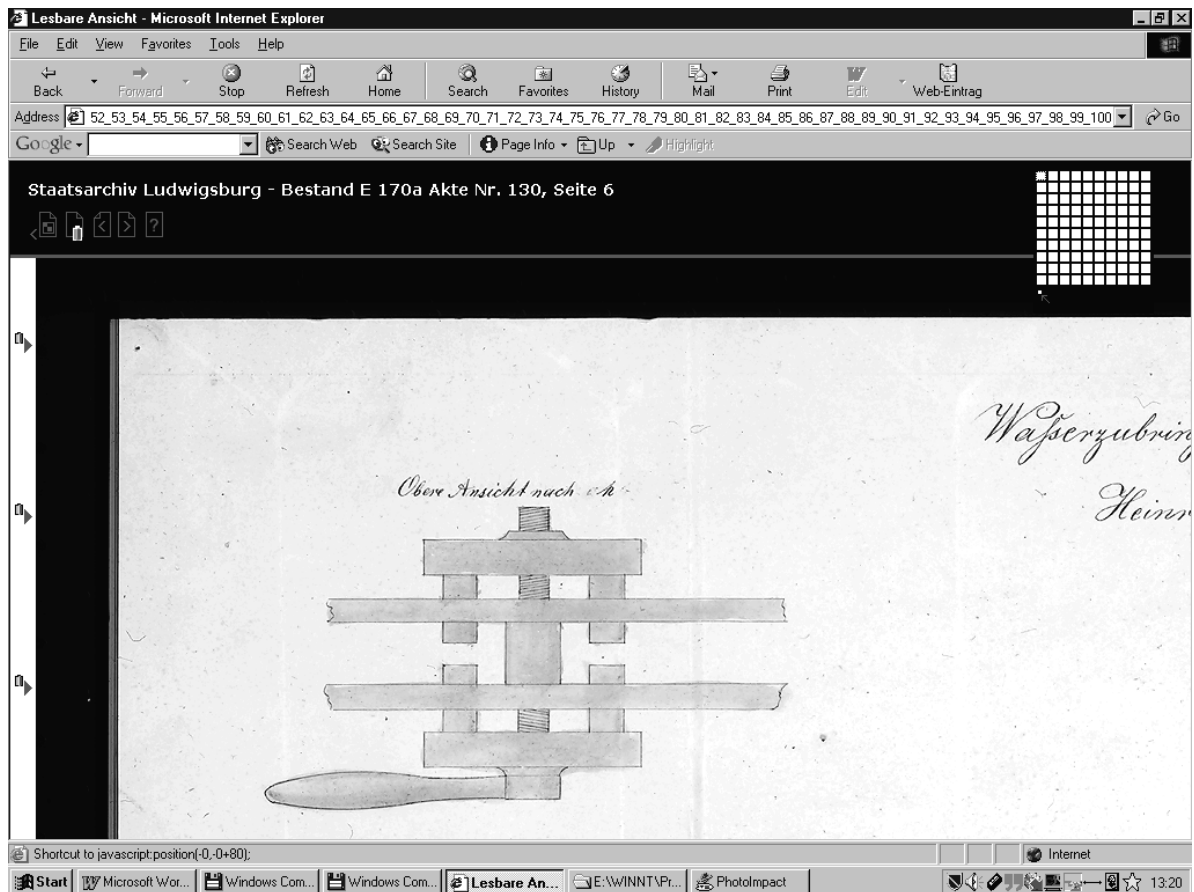 Lesbare Ansicht - Microsoft Internet Explorer
File Edit View Favorites Tools Help
Back Forward Stop Refresh Home Search Favorites History Mail Print Edit Web-Eintrag
Address 52_53_54_55_56_57_58_59_60_61_62_63_64_65_66_67_68_69_70_71_72_73_74_75_76_77_78_79_80_81_82_83_84_85_86_87_88_89_90_91_92_93_94_95_96_97_98_99_100 Go
Google Search Web Search Site Page Info Up Highlight
Staatsarchiv Ludwigsburg - Bestand E 170a Akte Nr. 130, Seite 6
?
Waßerzubrin
Obere Ansicht nach
Heinr
Shortcut to javascript:position(-0,-0+80);
Internet
Start Microsoft Wor... Windows Com... Windows Com... Lesbare An... E:\WINNT\Pr... PhotoImpact 13:20